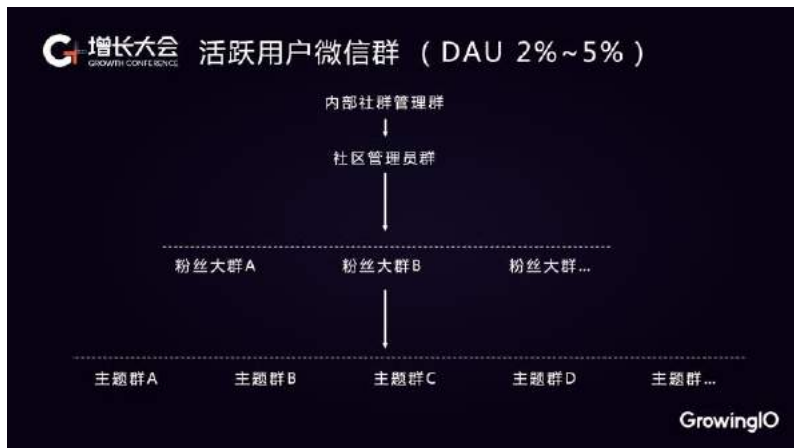 增长大会
GROWTH CONFERENCE
活跃用户微信群 (DAU 2%~5%)
内部社群管理群
社区管理员群
粉丝大群A 粉丝大群B 粉丝大群...
主题群A 主题群B 主题群C 主题群D 主题群...
GrowingIO